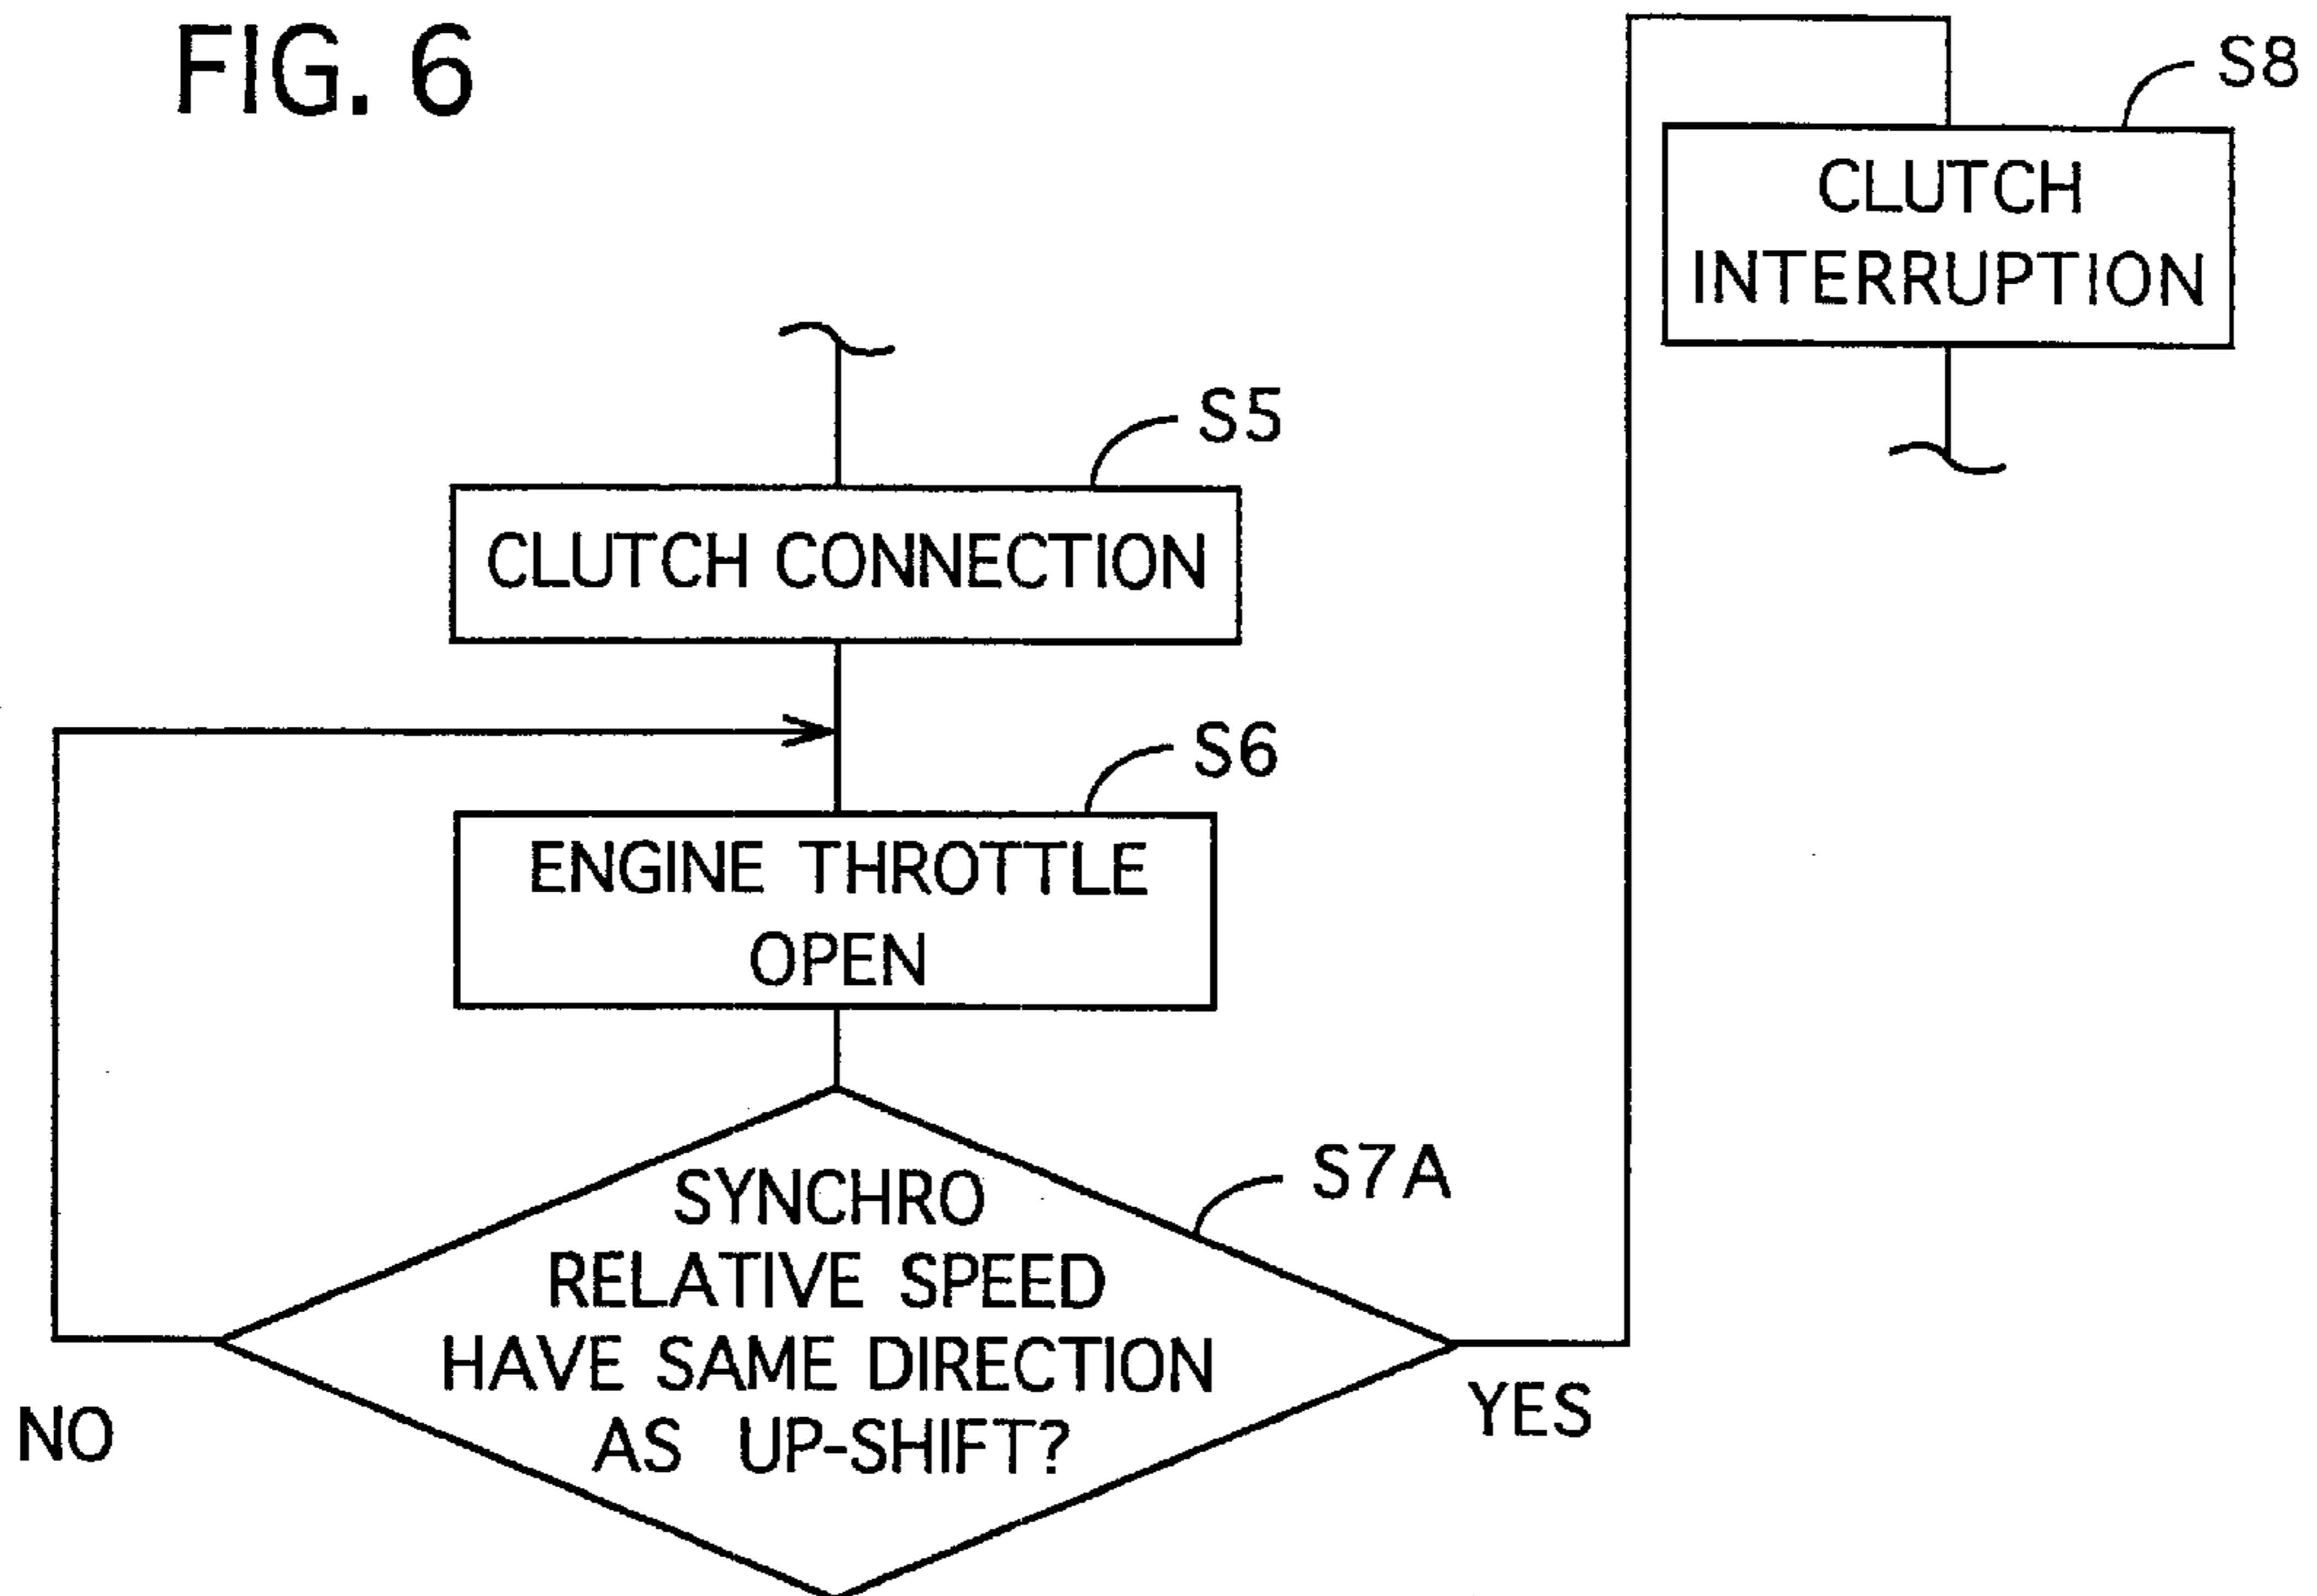 FIG. 6
S8
CLUTCH
INTERRUPTION
S5
CLUTCH CONNECTION
S6
ENGINE THROTTLE
OPEN
S7A
SYNCHRO
RELATIVE SPEED
HAVE SAME DIRECTION
AS UP-SHIFT?
NO
YES